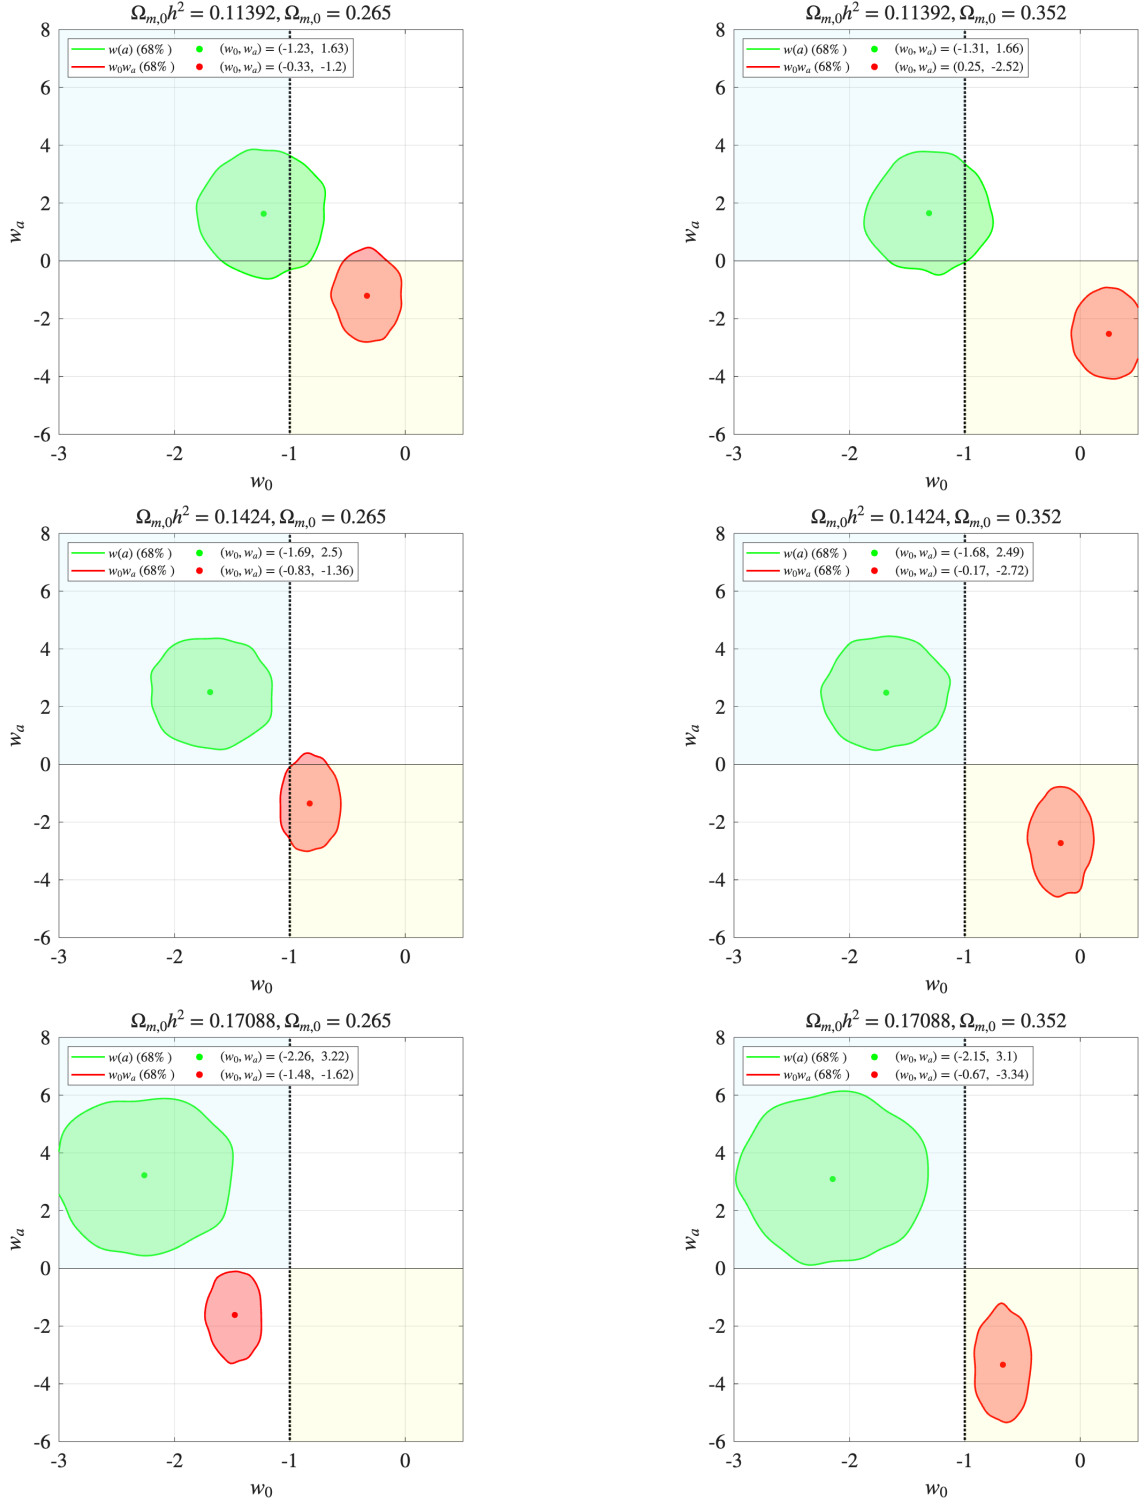 Ωₘ,₀h² = 0.11392, Ωₘ,₀ = 0.265
w(a) (68% ) (w₀, wₐ) = (-1.23, 1.63)
w₀wₐ (68% ) (w₀, wₐ) = (-0.33, -1.2)
8
6
4
2
0
-2
-4
-6
wₐ
-3 -2 -1 0
w₀
Ωₘ,₀h² = 0.11392, Ωₘ,₀ = 0.352
w(a) (68% ) (w₀, wₐ) = (-1.31, 1.66)
w₀wₐ (68% ) (w₀, wₐ) = (0.25, -2.52)
8
6
4
2
0
-2
-4
-6
wₐ
-3 -2 -1 0
w₀
Ωₘ,₀h² = 0.1424, Ωₘ,₀ = 0.265
w(a) (68% ) (w₀, wₐ) = (-1.69, 2.5)
w₀wₐ (68% ) (w₀, wₐ) = (-0.83, -1.36)
8
6
4
2
0
-2
-4
-6
wₐ
-3 -2 -1 0
w₀
Ωₘ,₀h² = 0.1424, Ωₘ,₀ = 0.352
w(a) (68% ) (w₀, wₐ) = (-1.68, 2.49)
w₀wₐ (68% ) (w₀, wₐ) = (-0.17, -2.72)
8
6
4
2
0
-2
-4
-6
wₐ
-3 -2 -1 0
w₀
Ωₘ,₀h² = 0.17088, Ωₘ,₀ = 0.265
w(a) (68% ) (w₀, wₐ) = (-2.26, 3.22)
w₀wₐ (68% ) (w₀, wₐ) = (-1.48, -1.62)
8
6
4
2
0
-2
-4
-6
wₐ
-3 -2 -1 0
w₀
Ωₘ,₀h² = 0.17088, Ωₘ,₀ = 0.352
w(a) (68% ) (w₀, wₐ) = (-2.15, 3.1)
w₀wₐ (68% ) (w₀, wₐ) = (-0.67, -3.34)
8
6
4
2
0
-2
-4
-6
wₐ
-3 -2 -1 0
w₀